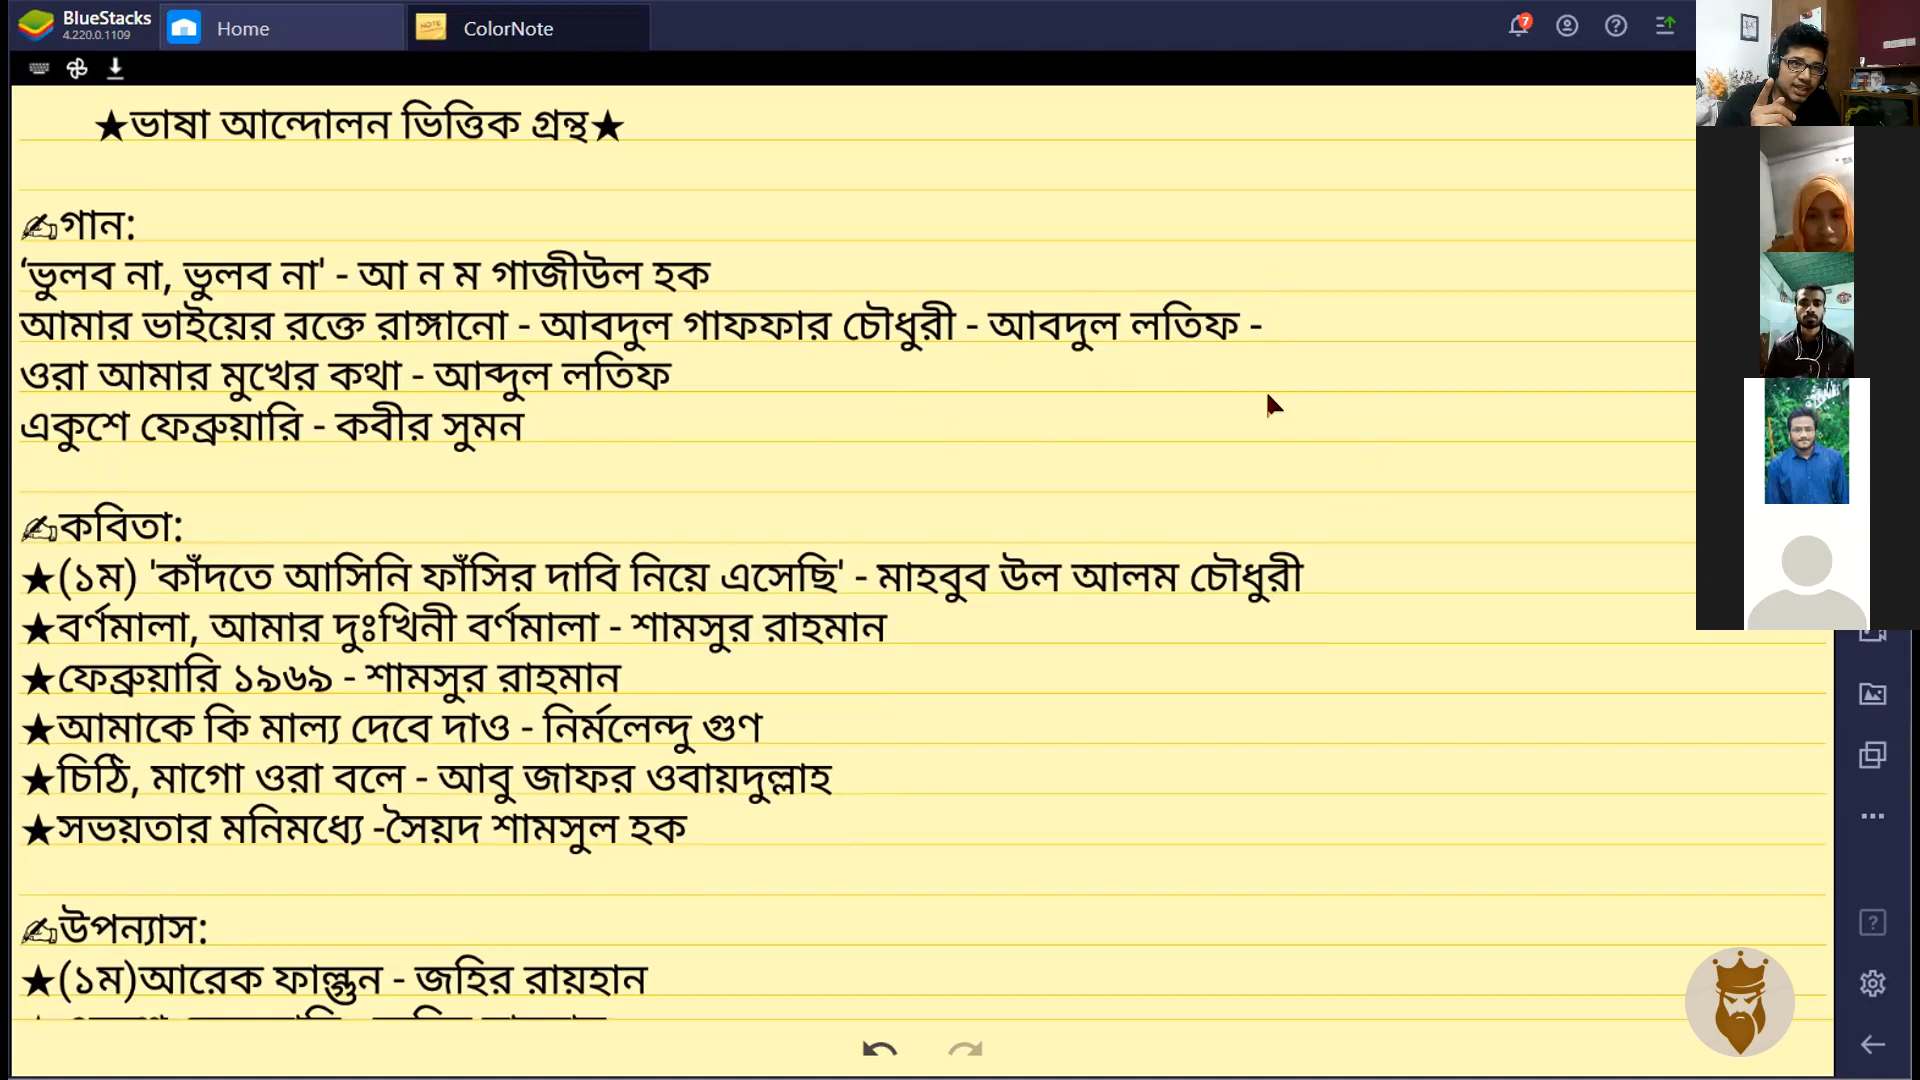 BlueStacks
4.220.0.1109
Home
ColorNote
7
★ভাষা আন্দোলন ভিত্তিক গ্রন্থ★
✍গান:
‘ভুলব না, ভুলব না' - আ ন ম গাজীউল হক
আমার ভাইয়ের রক্তে রাঙ্গানো - আবদুল গাফফার চৌধুরী - আবদুল লতিফ -
ওরা আমার মুখের কথা - আব্দুল লতিফ
একুশে ফেব্রুয়ারি - কবীর সুমন
✍কবিতা:
★(১ম) 'কাঁদতে আসিনি ফাঁসির দাবি নিয়ে এসেছি' - মাহবুব উল আলম চৌধুরী
★বর্ণমালা, আমার দুঃখিনী বর্ণমালা - শামসুর রাহমান
★ফেব্রুয়ারি ১৯৬৯ - শামসুর রাহমান
★আমাকে কি মাল্য দেবে দাও - নির্মলেন্দু গুণ
★চিঠি, মাগো ওরা বলে - আবু জাফর ওবায়দুল্লাহ
★সভয়তার মনিমধ্যে -সৈয়দ শামসুল হক
✍উপন্যাস:
★(১ম)আরেক ফাল্গুন - জহির রায়হান